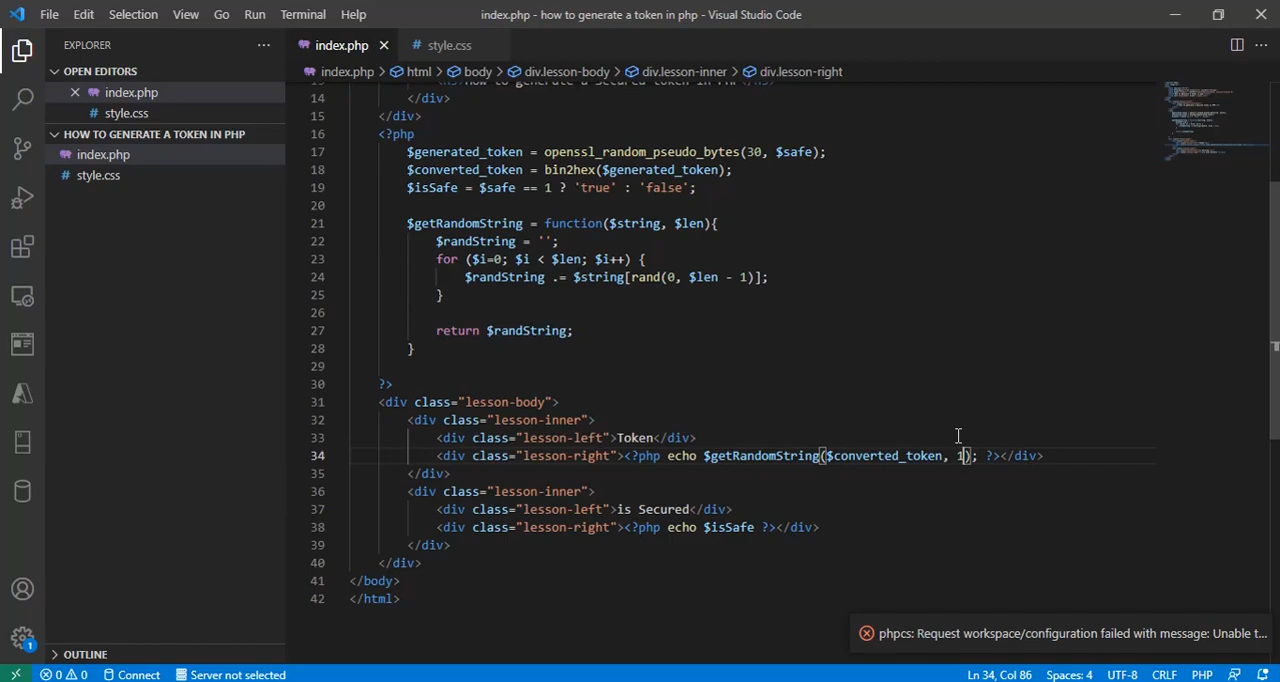 File Edit Selection View Go Run Terminal Help
index.php - how to generate a token in php - Visual Studio Code
EXPLORER
OPEN EDITORS
index.php
style.css
HOW TO GENERATE A TOKEN IN PHP
index.php
style.css
OUTLINE
index.php style.css
index.php > html > body > div.lesson-body > div.lesson-inner > div.lesson-right
14 </div>
15 </div>
16 <?php
17 $generated_token = openssl_random_pseudo_bytes(30, $safe);
18 $converted_token = bin2hex($generated_token);
19 $isSafe = $safe == 1 ? 'true' : 'false';
20
21 $getRandomString = function($string, $len){
22 $randString = '';
23 for ($i=0; $i < $len; $i++) {
24 $randString .= $string[rand(0, $len - 1)];
25 }
26
27 return $randString;
28 }
29
30 ?>
31 <div class="lesson-body">
32 <div class="lesson-inner">
33 <div class="lesson-left">Token</div>
34 <div class="lesson-right"><?php echo $getRandomString($converted_token, 1); ?></div>
35 </div>
36 <div class="lesson-inner">
37 <div class="lesson-left">is Secured</div>
38 <div class="lesson-right"><?php echo $isSafe ?></div>
39 </div>
40 </div>
41 </body>
42 </html>
phpcs: Request workspace/configuration failed with message: Unable t...
1
0 0 Connect Server not selected Ln 34, Col 86 Spaces: 4 UTF-8 CRLF PHP